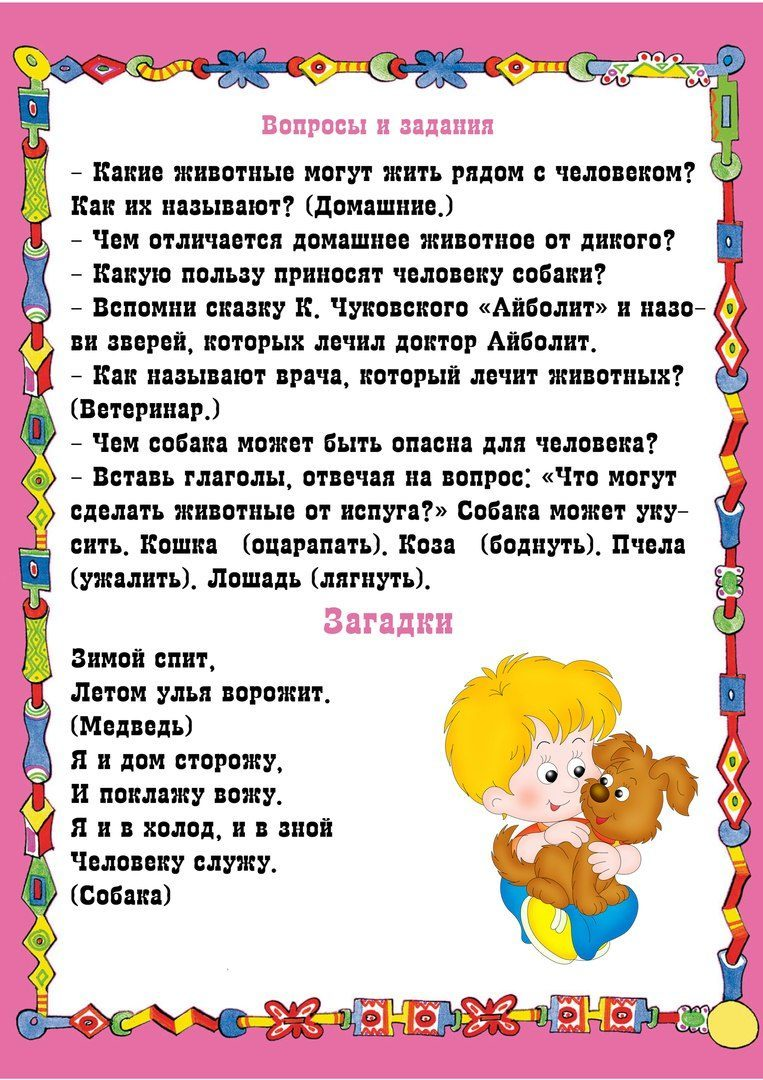 Вопросы и задания
– Какие животные могут жить рядом с человеком?
Как их называют? (Домашние.)
– Чем отличается домашнее животное от дикого?
– Какую пользу приносят человеку собаки?
– Вспомни сказку К. Чуковского «Айболит» и назо–
ви зверей, которых лечил доктор Айболит.
– Как называют врача, который лечит животных?
(Ветеринар.)
– Чем собака может быть опасна для человека?
– Вставь глаголы, отвечая на вопрос: «Что могут
сделать животные от испуга?» Собака может уку–
сить. Кошка (оцарапать). Коза (боднуть). Пчела
(ужалить). Лошадь (лягнуть).
Загадки
Зимой спит,
Летом улья ворожит.
(Медведь)
Я и дом сторожу,
И поклажу вожу.
Я и в холод, и в зной
Человеку служу.
(Собака)